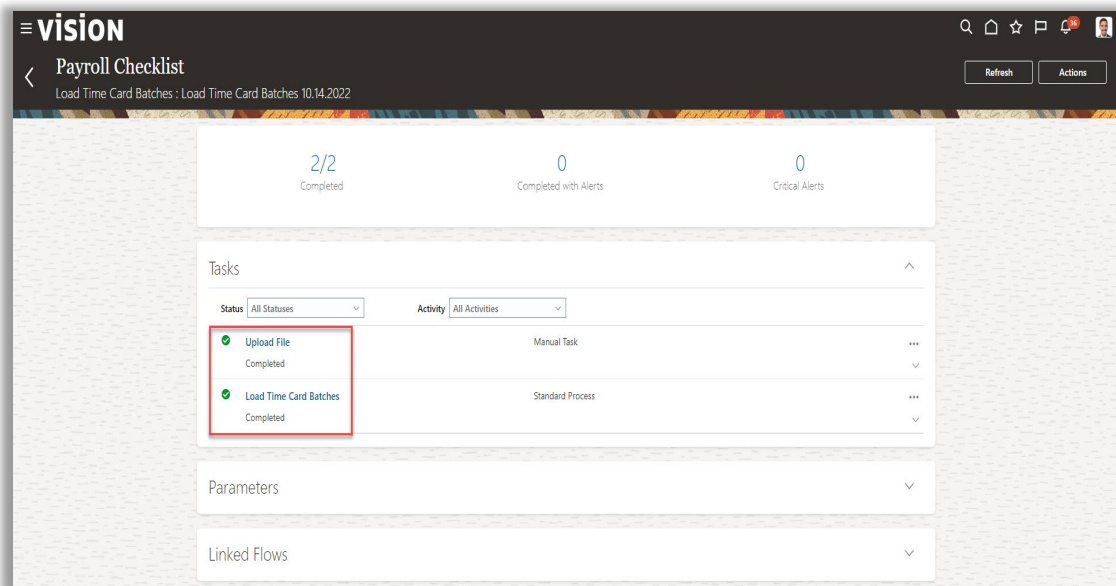 vision
36
Payroll Checklist
Refresh
Actions
Load Time Card Batches : Load Time Card Batches 10.14.2022
2/2
0
0
Completed
Completed with Alerts
Critical Alerts
Tasks
Status All Statuses
Activity All Activities
Upload File
Manual Task
Completed
Load Time Card Batches
Standard Process
Completed
Parameters
Linked Flows